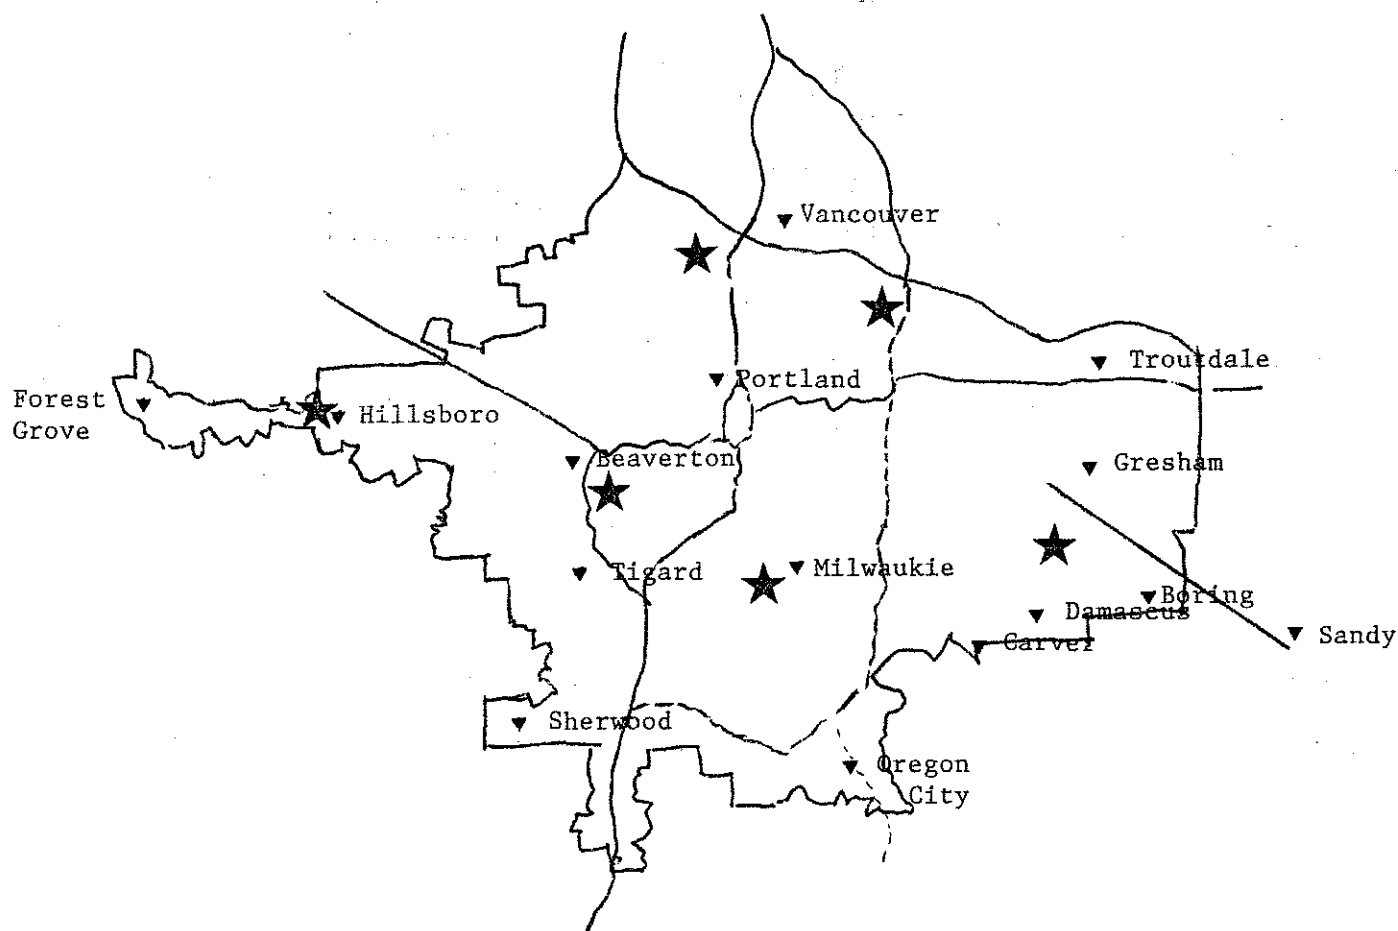 Vancouver
Troutdale
Portland
Forest
Grove
Hillsboro
Beaverton
Gresham
Tigard
Milwaukie
Boring
Damascus
Sandy
Carver
Sherwood
Oregon
City